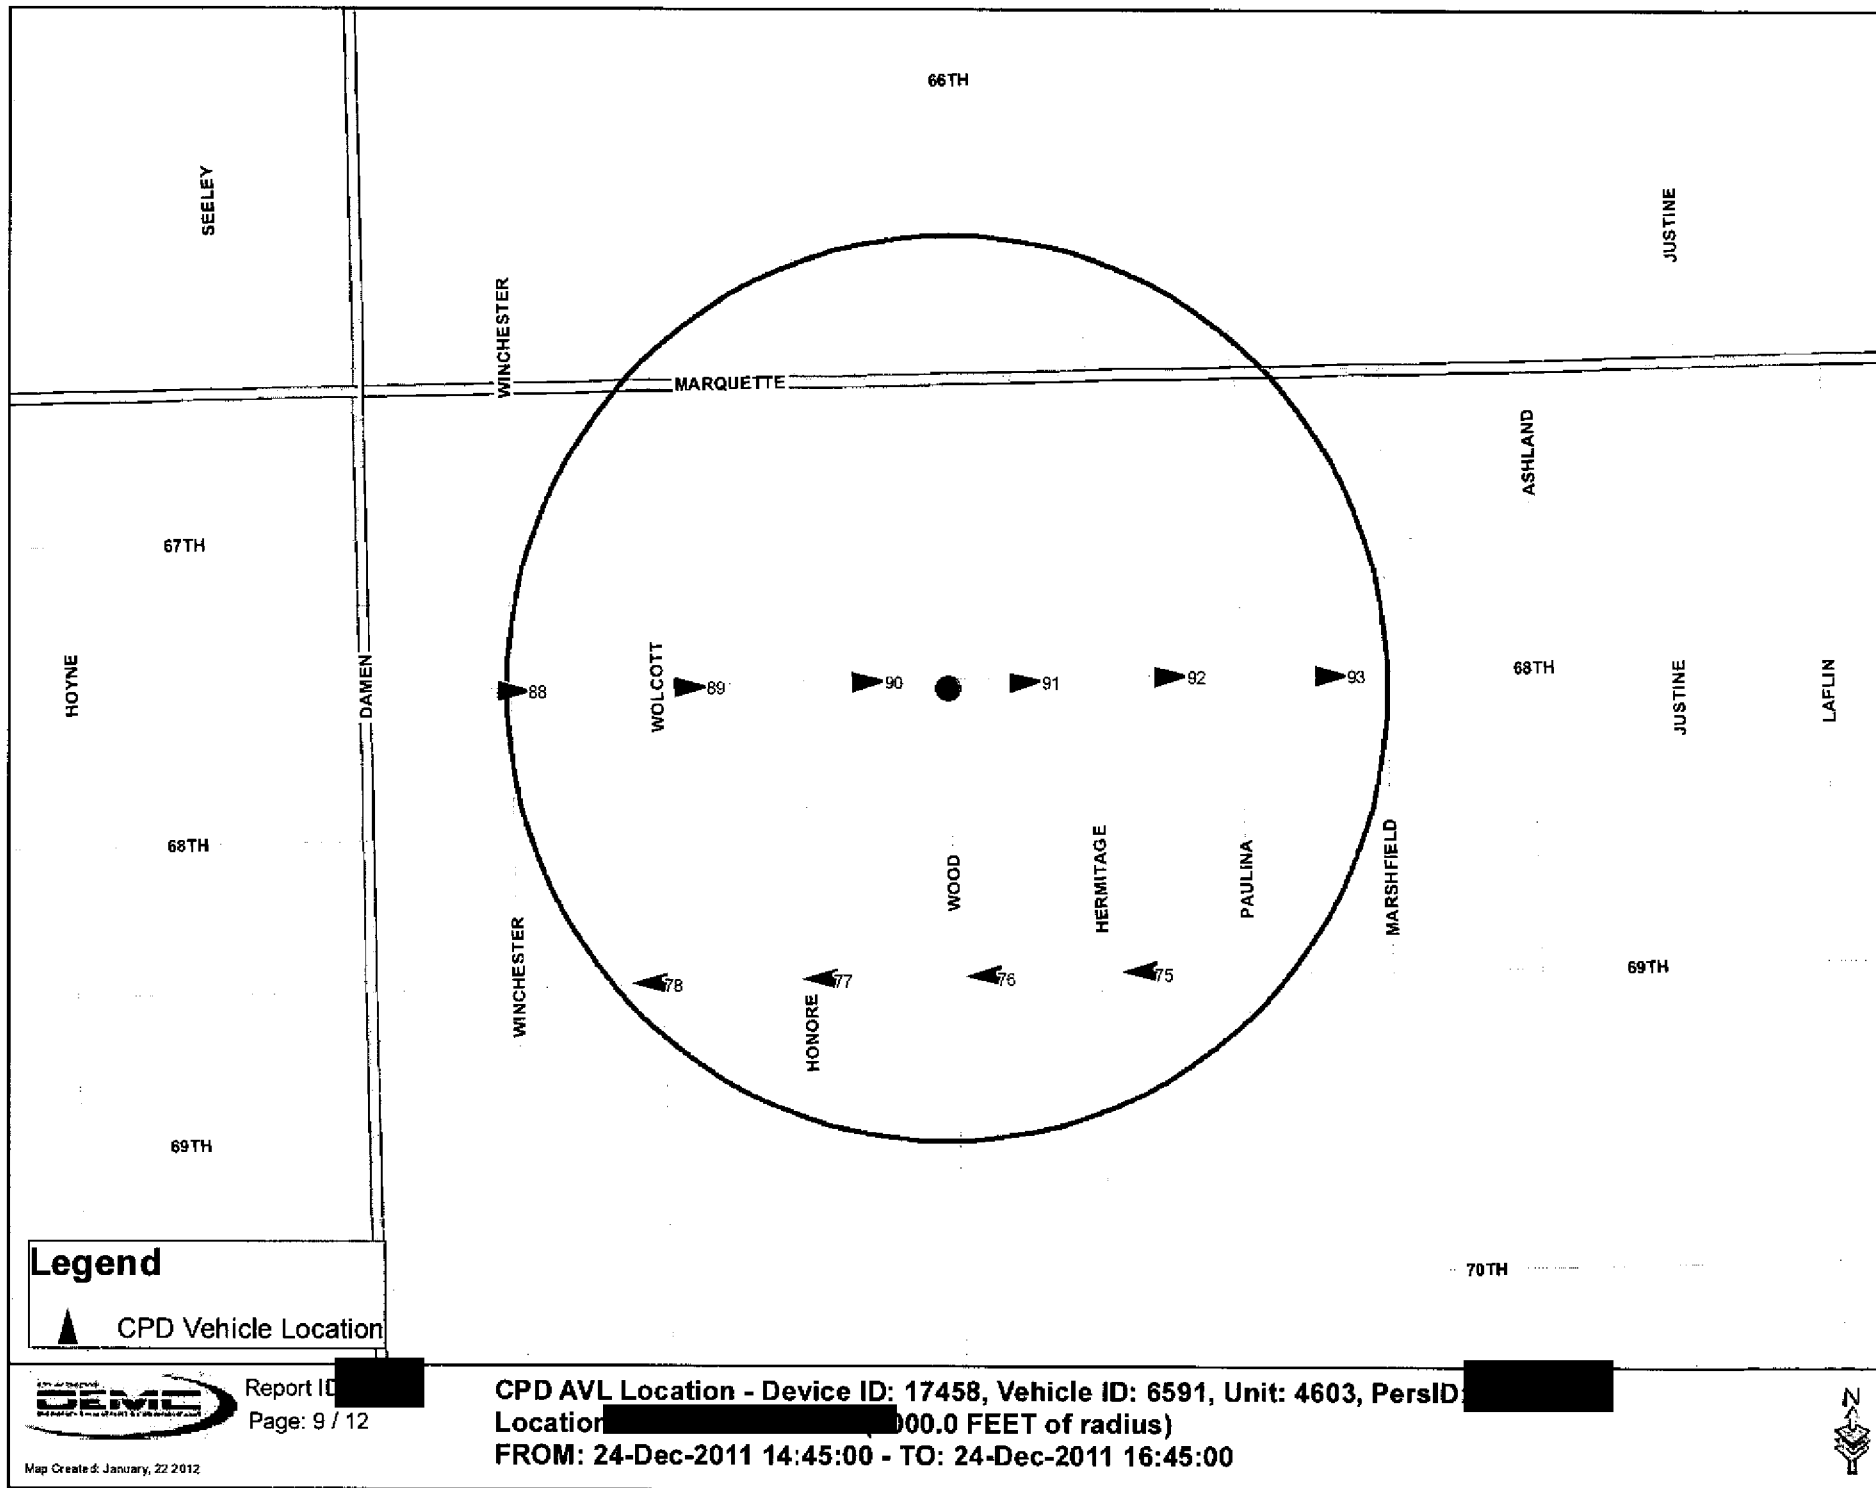 66TH
SEELEY
JUSTINE
WINCHESTER
MARQUETTE
ASHLAND
67TH
HOYNE
DAMEN
WOLCOTT
68TH
JUSTINE
LAFLIN
88
89
90
91
92
93
68TH
WOOD
HERMITAGE
PAULINA
MARSHFIELD
WINCHESTER
78
77
76
75
69TH
HONORE
69TH
70TH
Legend
CPD Vehicle Location
OEMC
Report ID
Page: 9 / 12
Map Created: January, 22 2012
CPD AVL Location - Device ID: 17458, Vehicle ID: 6591, Unit: 4603, PersID:
Location 000.0 FEET of radius)
FROM: 24-Dec-2011 14:45:00 - TO: 24-Dec-2011 16:45:00
N